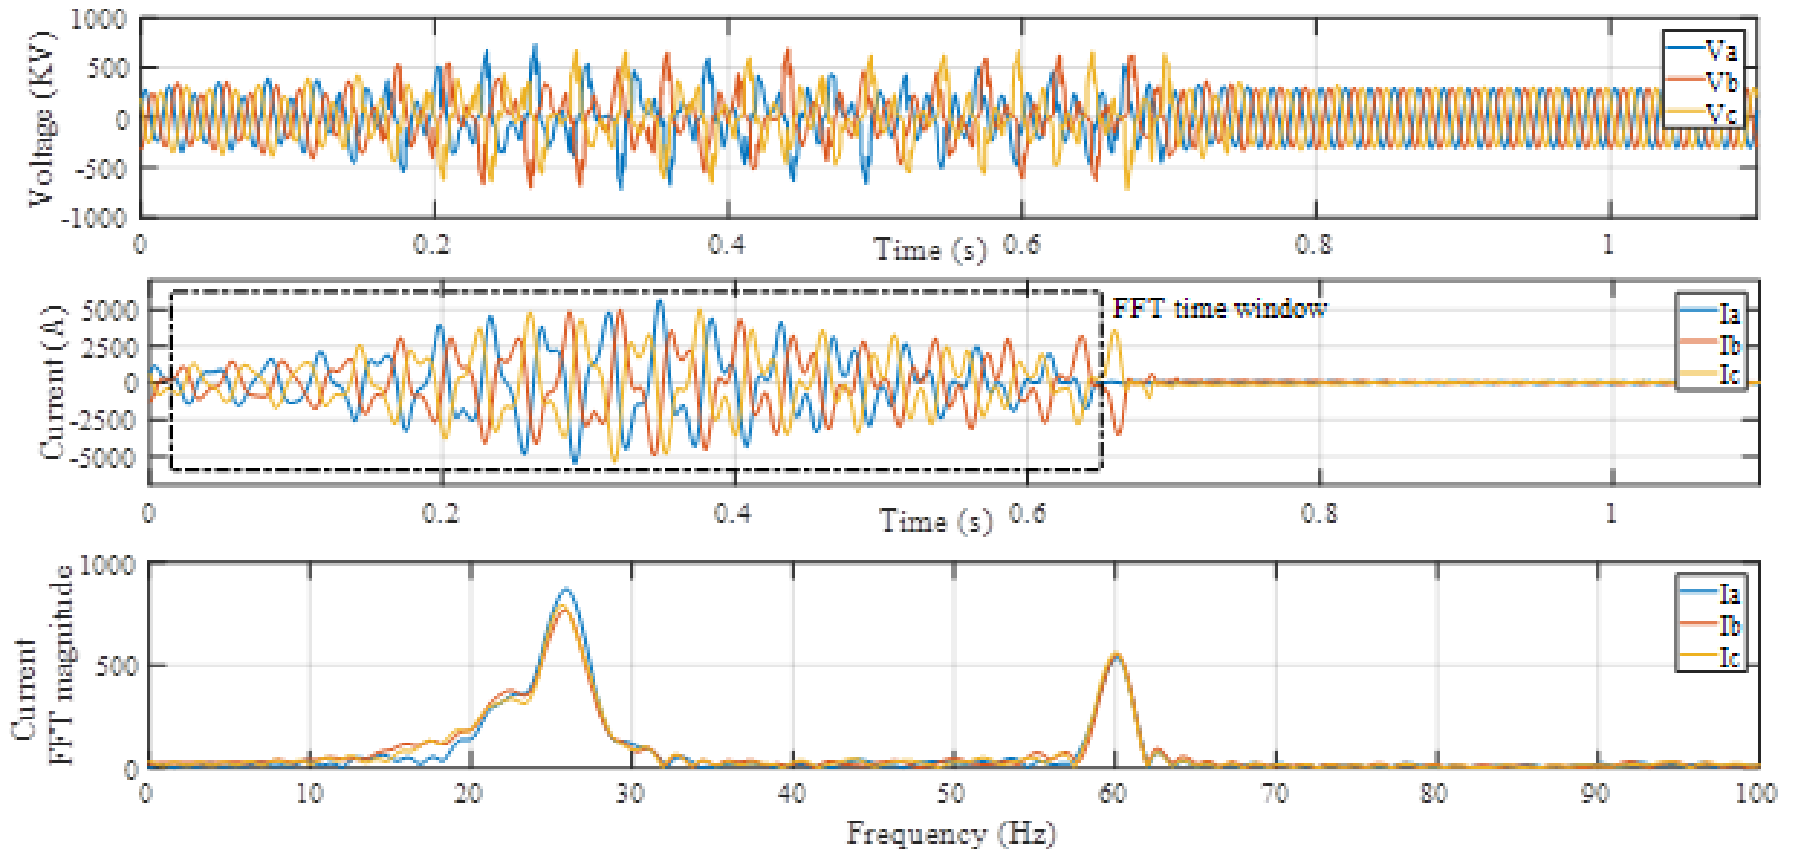 Voltage (KV)
1000
500
0
-500
-1000
Va
Vb
Vc
0 0.2 0.4 0.6 0.8 1
Time (s)
Current (A)
5000
2500
0
-2500
-5000
FFT time window
Ia
Ib
Ic
0 0.2 0.4 0.6 0.8 1
Time (s)
Current
FFT magnitude
1000
500
0
Ia
Ib
Ic
0 10 20 30 40 50 60 70 80 90 100
Frequency (Hz)